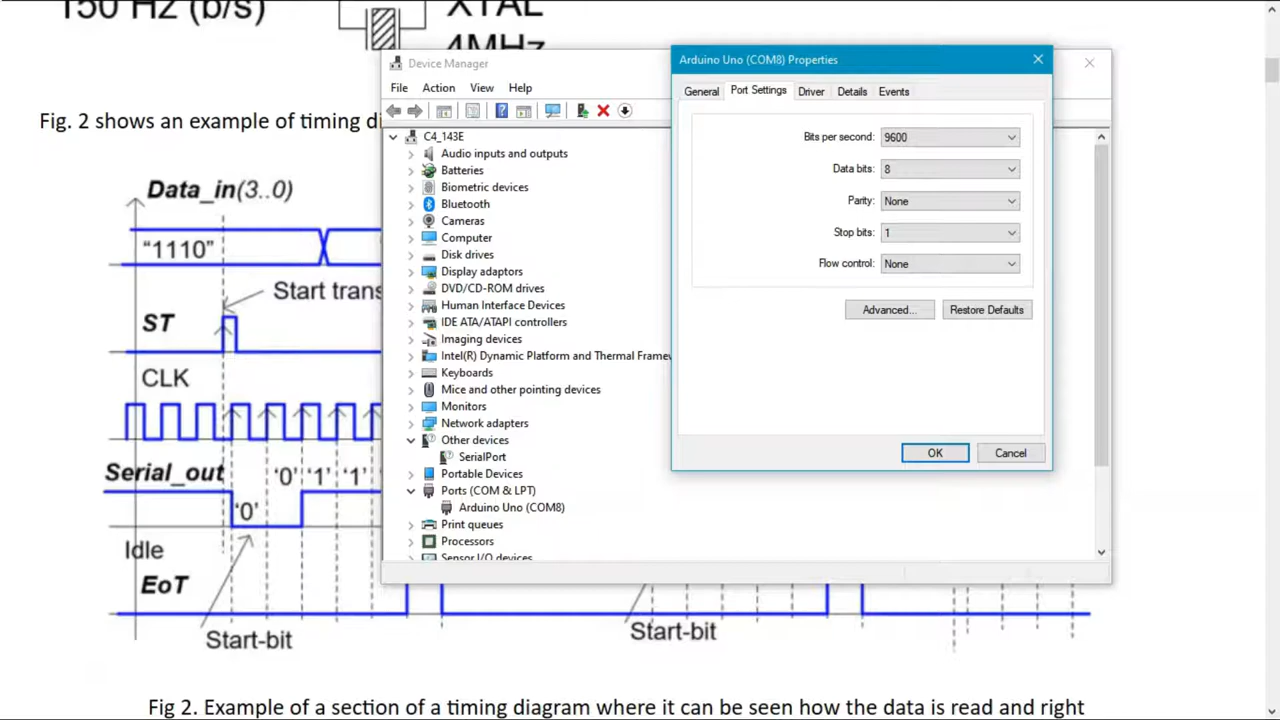 150 Hz (b/s)
XTAL
4MHz
Fig. 2 shows an example of timing di
Data_in(3..0)
"1110"
Start trans
ST
CLK
Serial_out
'0' '1' '1'
'0'
Idle
EoT
Start-bit
Start-bit
Fig 2. Example of a section of a timing diagram where it can be seen how the data is read and right
Device Manager
File Action View Help
C4_143E
Audio inputs and outputs
Batteries
Biometric devices
Bluetooth
Cameras
Computer
Disk drives
Display adaptors
DVD/CD-ROM drives
Human Interface Devices
IDE ATA/ATAPI controllers
Imaging devices
Intel(R) Dynamic Platform and Thermal Framew
Keyboards
Mice and other pointing devices
Monitors
Network adapters
Other devices
SerialPort
Portable Devices
Ports (COM & LPT)
Arduino Uno (COM8)
Print queues
Processors
Sensor I/O devices
Arduino Uno (COM8) Properties
General Port Settings Driver Details Events
Bits per second: 9600
Data bits: 8
Parity: None
Stop bits: 1
Flow control: None
Advanced... Restore Defaults
OK Cancel